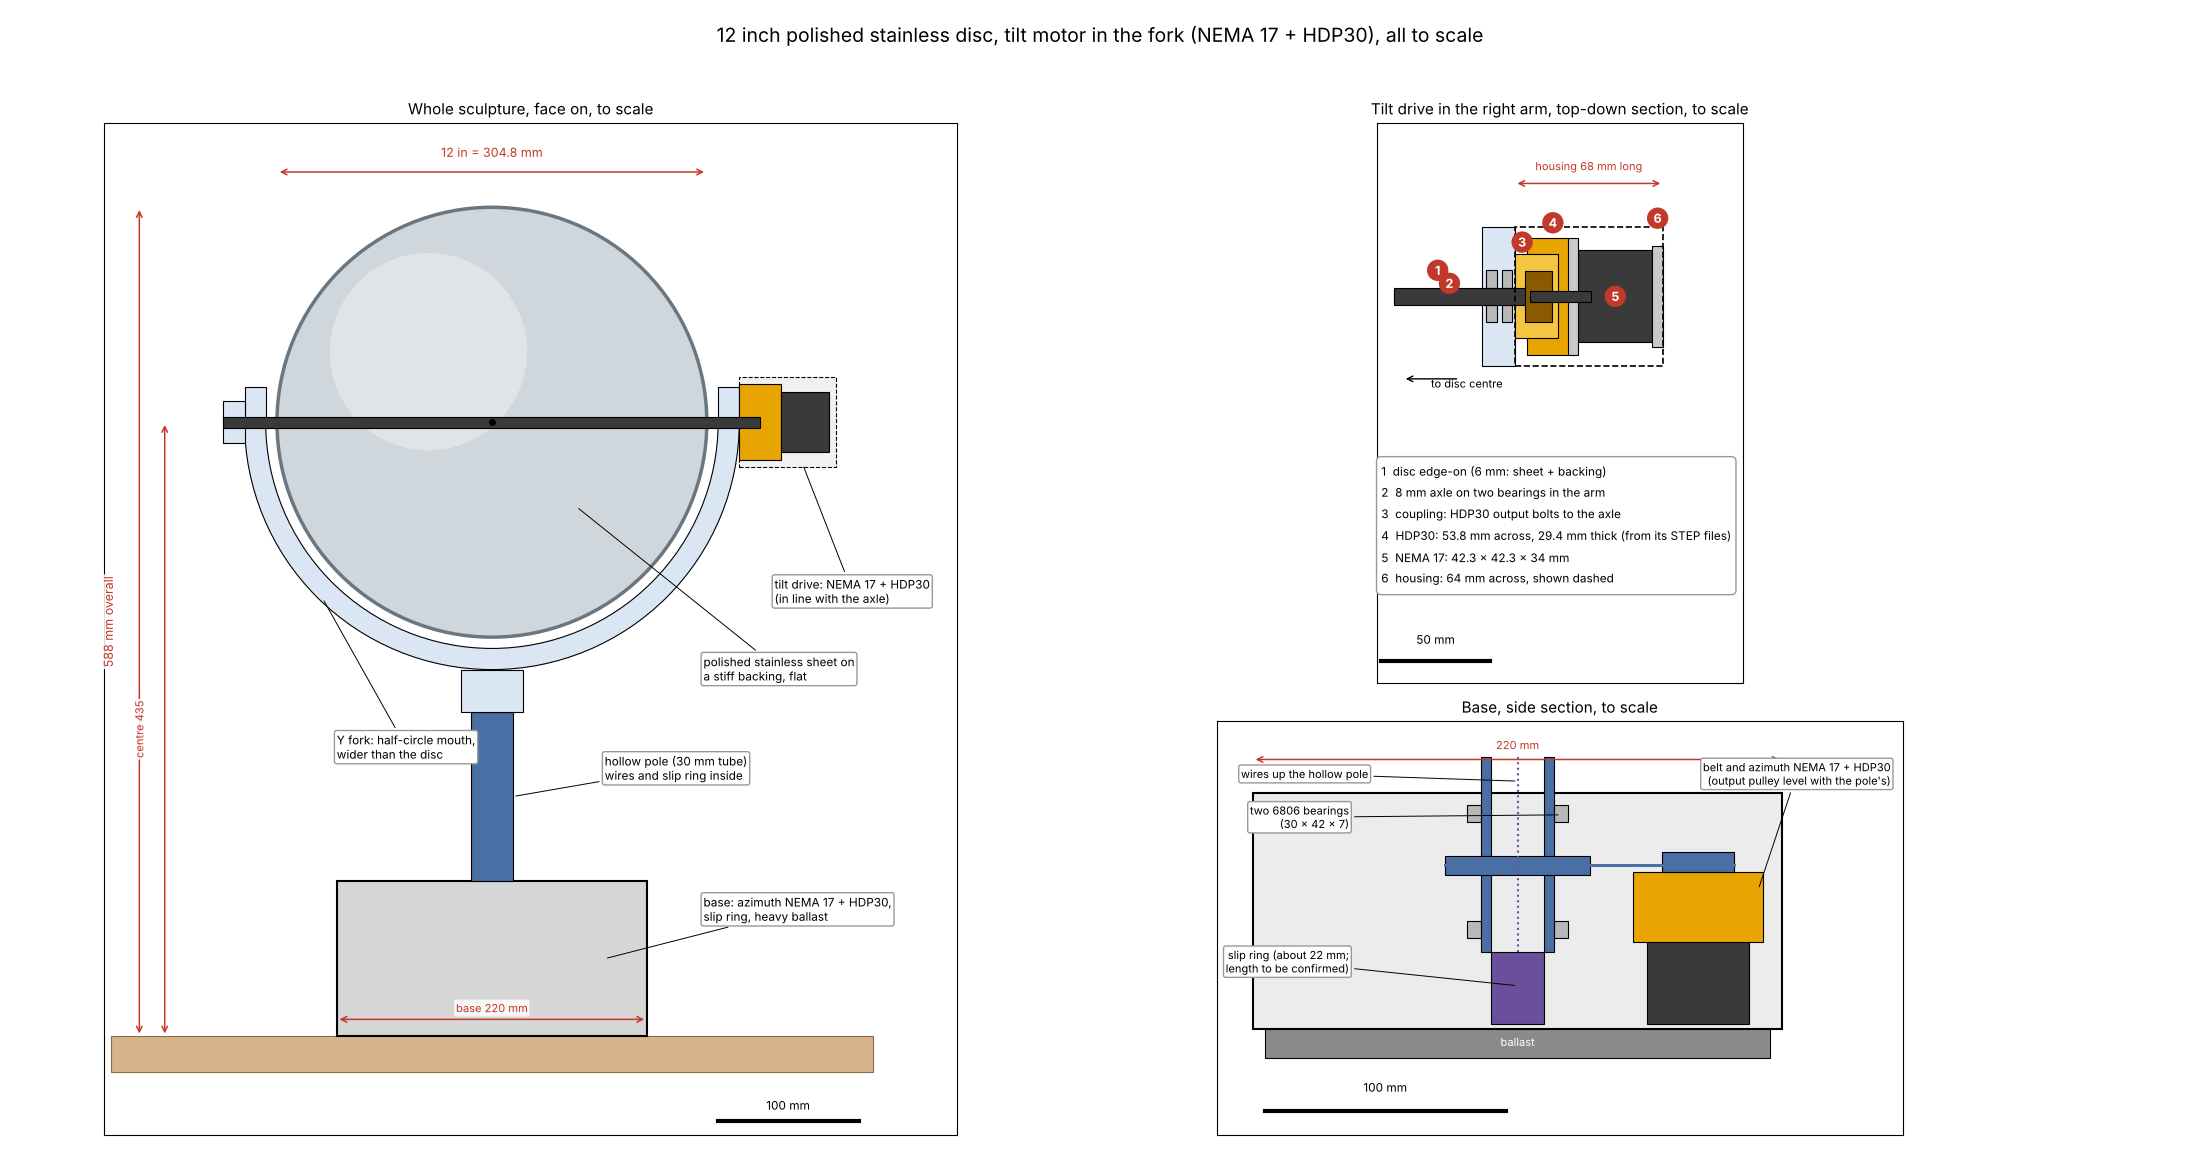 12 inch polished stainless disc, tilt motor in the fork (NEMA 17 + HDP30), all to scale
Whole sculpture, face on, to scale
12 in = 304.8 mm
588 mm overall
centre 435
tilt drive: NEMA 17 + HDP30
(in line with the axle)
polished stainless sheet on
a stiff backing, flat
Y fork: half-circle mouth,
wider than the disc
hollow pole (30 mm tube)
wires and slip ring inside
base: azimuth NEMA 17 + HDP30,
slip ring, heavy ballast
base 220 mm
100 mm
Tilt drive in the right arm, top-down section, to scale
housing 68 mm long
1
2
3
4
5
6
to disc centre
1 disc edge-on (6 mm: sheet + backing)
2 8 mm axle on two bearings in the arm
3 coupling: HDP30 output bolts to the axle
4 HDP30: 53.8 mm across, 29.4 mm thick (from its STEP files)
5 NEMA 17: 42.3 × 42.3 × 34 mm
6 housing: 64 mm across, shown dashed
50 mm
Base, side section, to scale
220 mm
wires up the hollow pole
belt and azimuth NEMA 17 + HDP30
(output pulley level with the pole's)
two 6806 bearings
(30 × 42 × 7)
slip ring (about 22 mm;
length to be confirmed)
ballast
100 mm